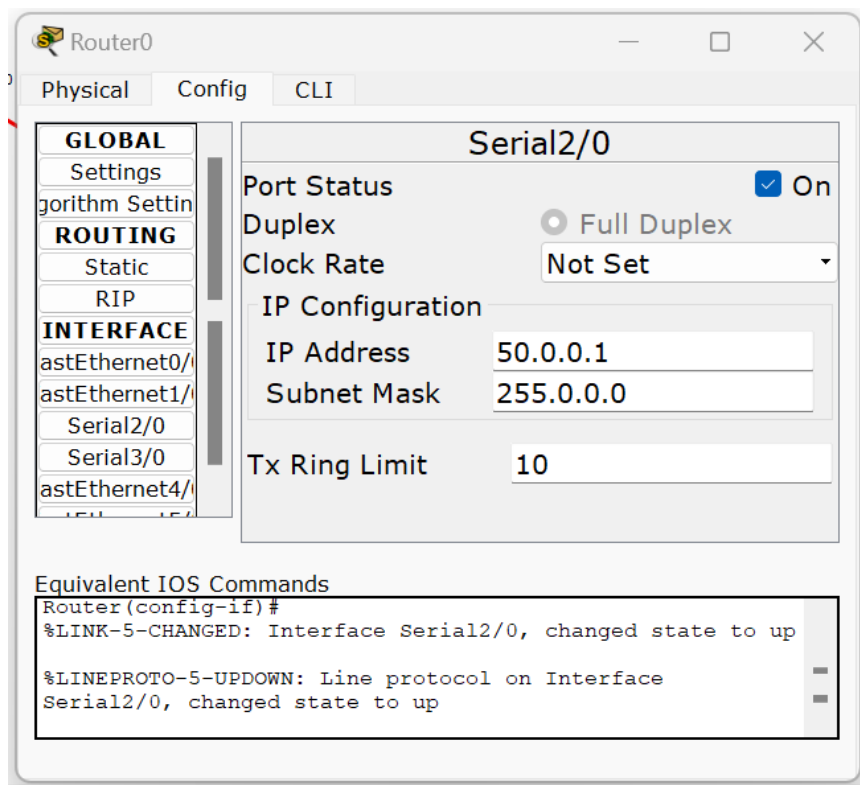 Router0
Physical Config CLI
GLOBAL
Settings
gorithm Settin
ROUTING
Static
RIP
INTERFACE
astEthernet0/
astEthernet1/
Serial2/0
Serial3/0
astEthernet4/
Serial2/0
Port Status On
Duplex Full Duplex
Clock Rate Not Set
IP Configuration
IP Address 50.0.0.1
Subnet Mask 255.0.0.0
Tx Ring Limit 10
Equivalent IOS Commands
Router(config-if)#
%LINK-5-CHANGED: Interface Serial2/0, changed state to up
%LINEPROTO-5-UPDOWN: Line protocol on Interface
Serial2/0, changed state to up